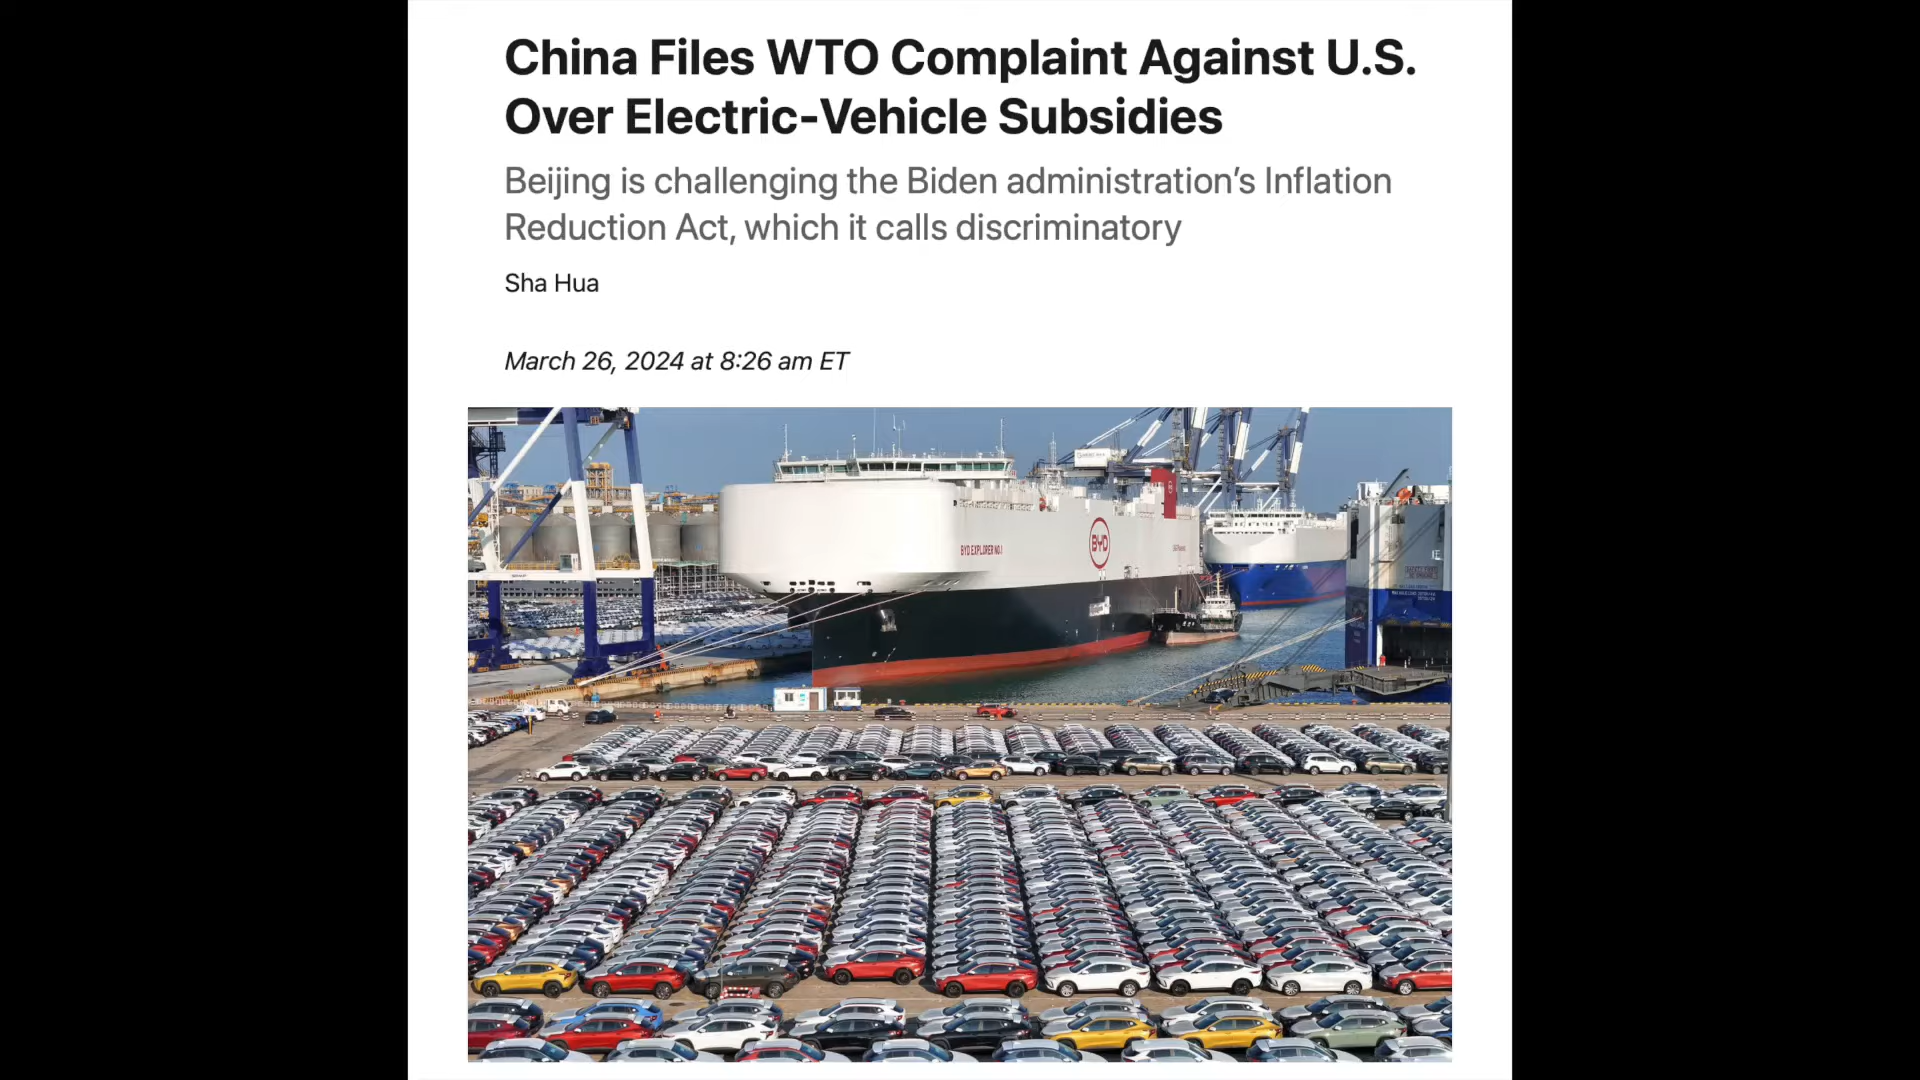 China Files WTO Complaint Against U.S.
Over Electric-Vehicle Subsidies
Beijing is challenging the Biden administration’s Inflation
Reduction Act, which it calls discriminatory
Sha Hua
March 26, 2024 at 8:26 am ET
BYD EXPLORER NO.1
BYD